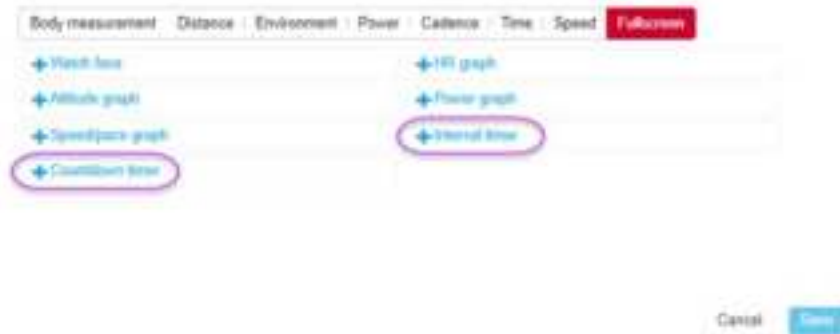 Body measurement Distance Environment Power Cadence Time Speed Fullscreen
+Watch face
+HR graph
+Altitude graph
+Power graph
+Speed/pace graph
+Interval timer
+Countdown timer
Cancel Save